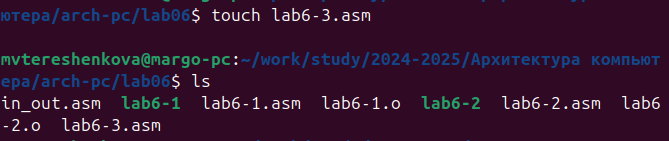 ютера/arch-pc/lab06$ touch lab6-3.asm
mvtereshenkova@margo-pc:~/work/study/2024-2025/Архитектура компьют
ера/arch-pc/lab06$ ls
in_out.asm  lab6-1  lab6-1.asm  lab6-1.o  lab6-2  lab6-2.asm  lab6
-2.o  lab6-3.asm